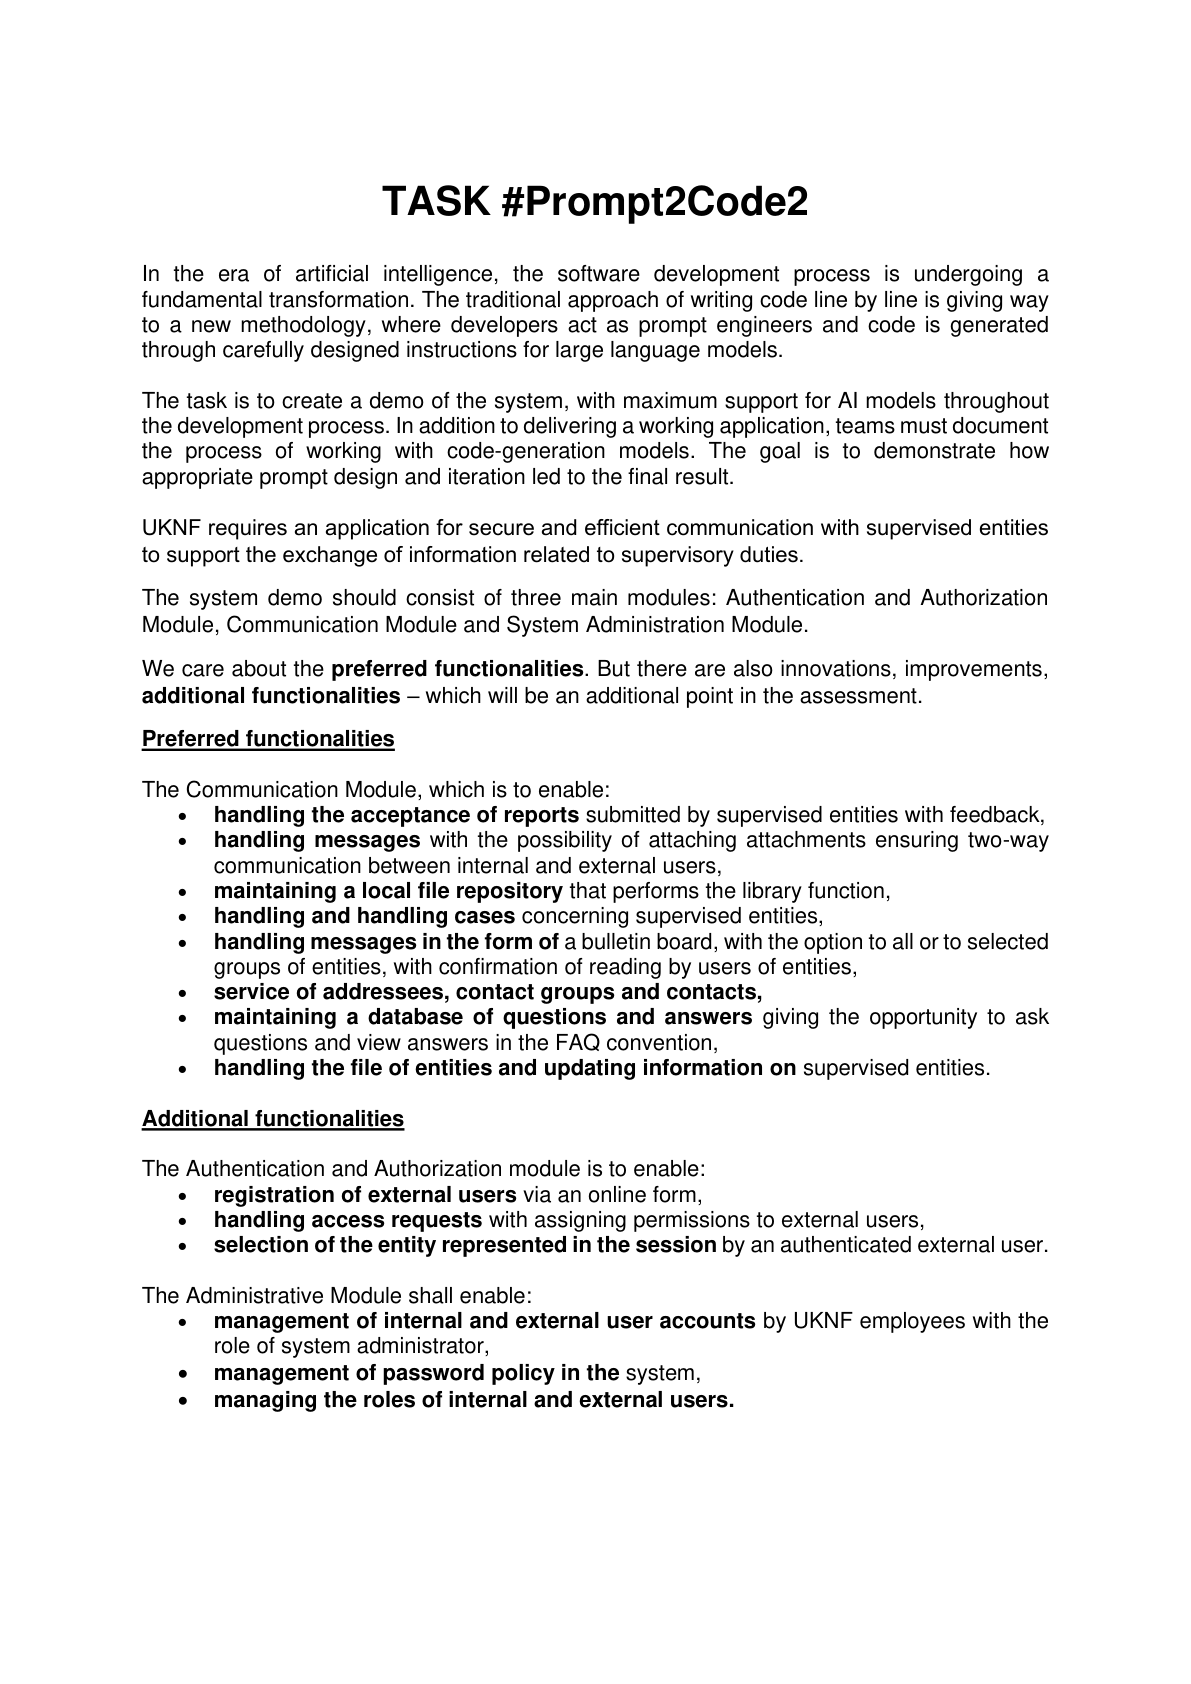 TASK #Prompt2Code2
In the era of artificial intelligence, the software development process is undergoing a
fundamental transformation. The traditional approach of writing code line by line is giving way
to a new methodology, where developers act as prompt engineers and code is generated
through carefully designed instructions for large language models.
The task is to create a demo of the system, with maximum support for AI models throughout
the development process. In addition to delivering a working application, teams must document
the process of working with code-generation models. The goal is to demonstrate how
appropriate prompt design and iteration led to the final result.
UKNF requires an application for secure and efficient communication with supervised entities
to support the exchange of information related to supervisory duties.
The system demo should consist of three main modules: Authentication and Authorization
Module, Communication Module and System Administration Module.
We care about the preferred functionalities. But there are also innovations, improvements,
additional functionalities – which will be an additional point in the assessment.
Preferred functionalities
The Communication Module, which is to enable:
• handling the acceptance of reports submitted by supervised entities with feedback,
• handling messages with the possibility of attaching attachments ensuring two-way
communication between internal and external users,
• maintaining a local file repository that performs the library function,
• handling and handling cases concerning supervised entities,
• handling messages in the form of a bulletin board, with the option to all or to selected
groups of entities, with confirmation of reading by users of entities,
• service of addressees, contact groups and contacts,
• maintaining a database of questions and answers giving the opportunity to ask
questions and view answers in the FAQ convention,
• handling the file of entities and updating information on supervised entities.
Additional functionalities
The Authentication and Authorization module is to enable:
• registration of external users via an online form,
• handling access requests with assigning permissions to external users,
• selection of the entity represented in the session by an authenticated external user.
The Administrative Module shall enable:
• management of internal and external user accounts by UKNF employees with the
role of system administrator,
• management of password policy in the system,
• managing the roles of internal and external users.